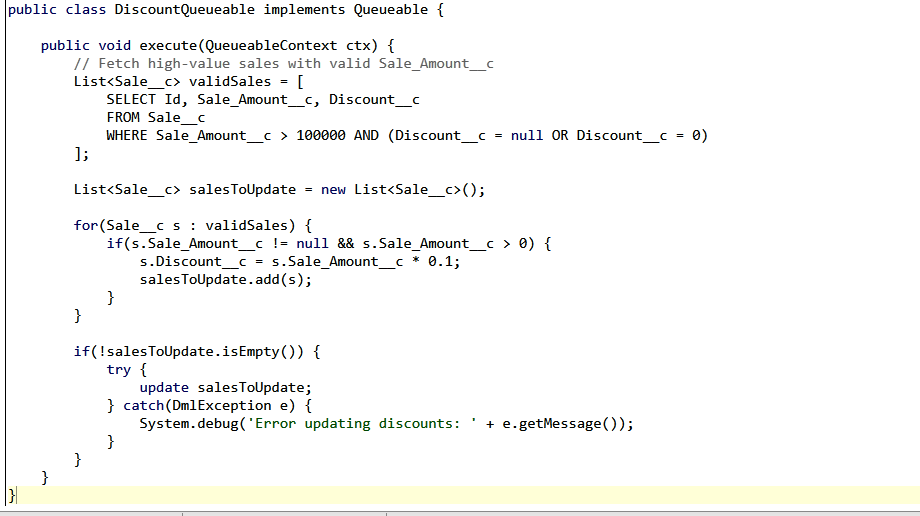 public class DiscountQueueable implements Queueable {
public void execute(QueueableContext ctx) {
// Fetch high-value sales with valid Sale_Amount__c
List<Sale__c> validSales = [
SELECT Id, Sale_Amount__c, Discount__c
FROM Sale__c
WHERE Sale_Amount__c > 100000 AND (Discount__c = null OR Discount__c = 0)
];
List<Sale__c> salesToUpdate = new List<Sale__c>();
for(Sale__c s : validSales) {
if(s.Sale_Amount__c != null && s.Sale_Amount__c > 0) {
s.Discount__c = s.Sale_Amount__c * 0.1;
salesToUpdate.add(s);
}
}
if(!salesToUpdate.isEmpty()) {
try {
update salesToUpdate;
} catch(DmlException e) {
System.debug('Error updating discounts: ' + e.getMessage());
}
}
}
}